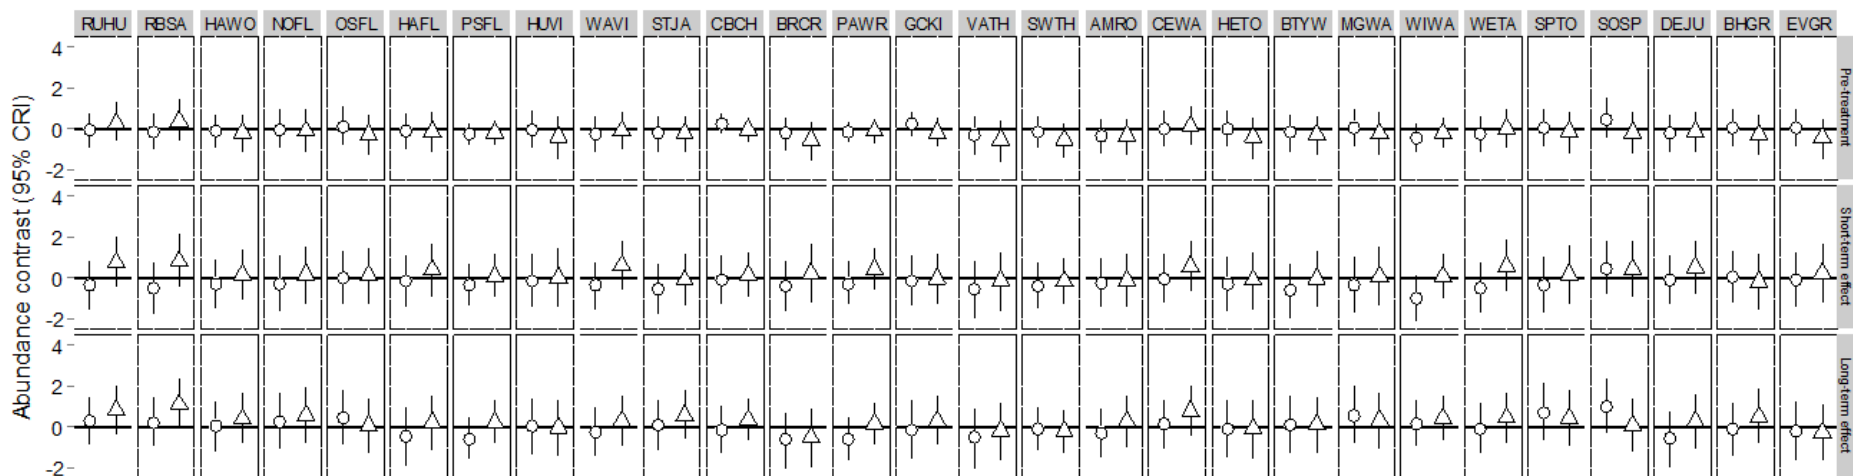 RUHU RBSA HAWO NOFL OSFL HAFL PSFL HUVI WAVI STJA CBCH BRCR PAWR GCKI VATH SWTH AMRO CEWA HETO BTYW MGWA WIWA WETA SPTO SOSP DEJU BHGR EVGR
Abundance contrast (95% CRI)
4
2
0
-2
Pre-treatment
4
2
0
-2
Short-term effect
4
2
0
-2
Long-term effect